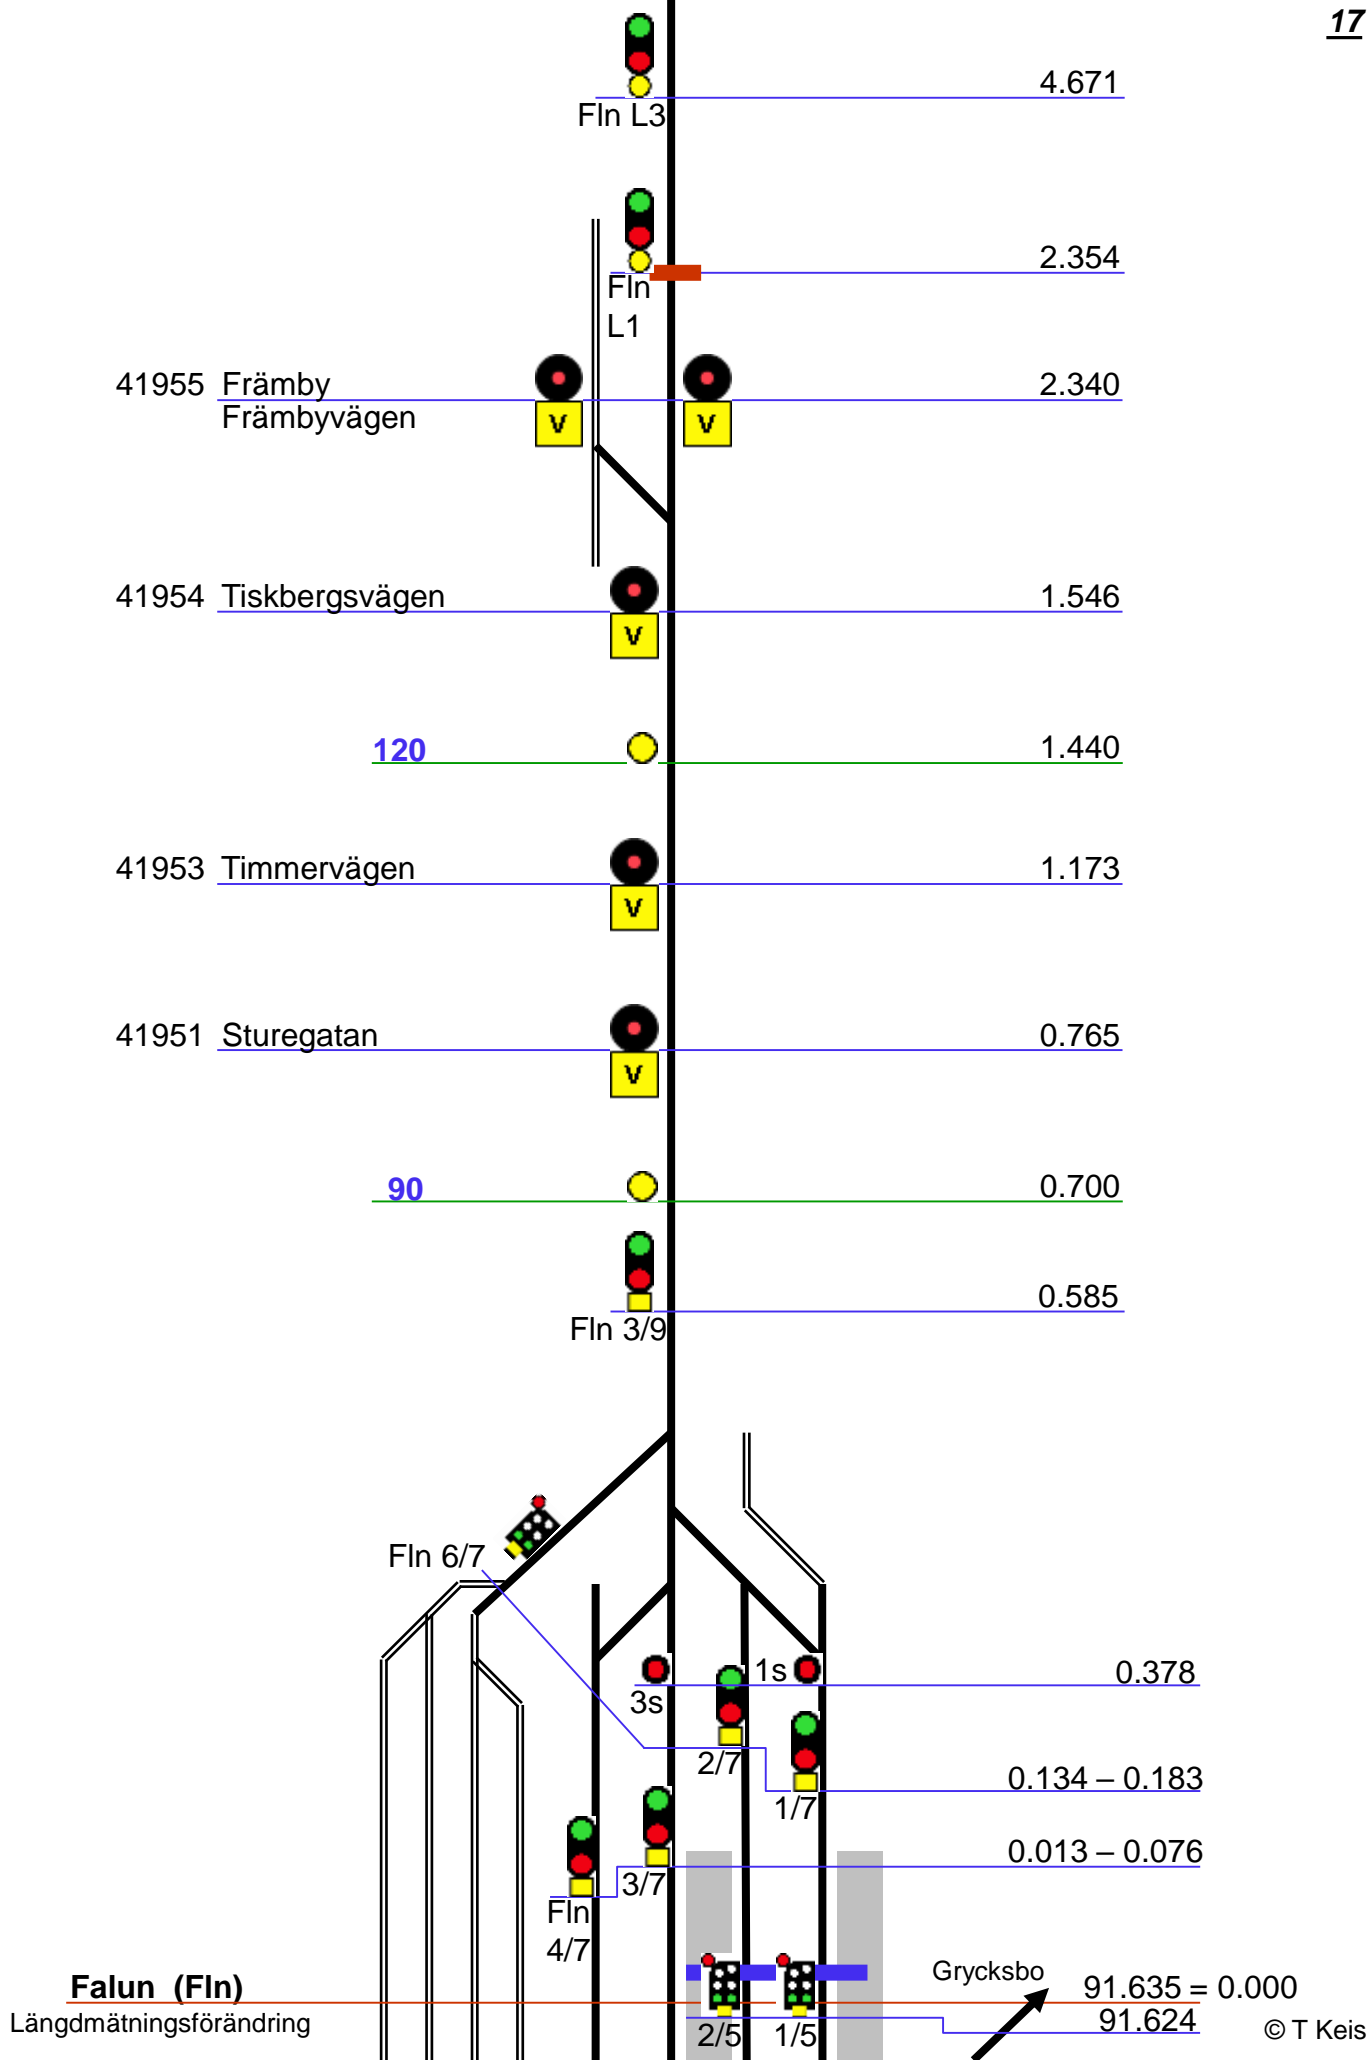 17
4.671
Fln L3
2.354
Fln
L1
41955 Främby 2.340
Främbyvägen
V V
41954 Tiskbergsvägen 1.546
V
120 1.440
41953 Timmervägen 1.173
V
41951 Sturegatan 0.765
V
90 0.700
0.585
Fln 3/9
Fln 6/7
1s 0.378
3s
2/7
0.134 – 0.183
1/7
0.013 – 0.076
3/7
Fln
4/7
Grycksbo
Falun (Fln) 91.635 = 0.000
Längdmätningsförändring 91.624
2/5 1/5 © T Keis